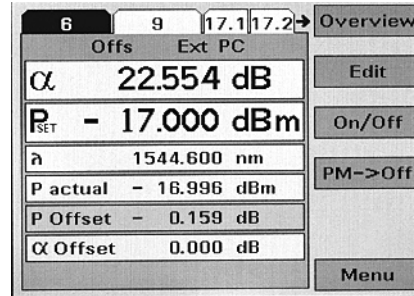 6 9 17.1 17.2 → Overview
Offs Ext PC
α 22.554 dB Edit
PSET - 17.000 dBm On/Off
λ 1544.600 nm
PM->Off
P actual - 16.996 dBm
P Offset - 0.159 dB
α Offset 0.000 dB
Menu